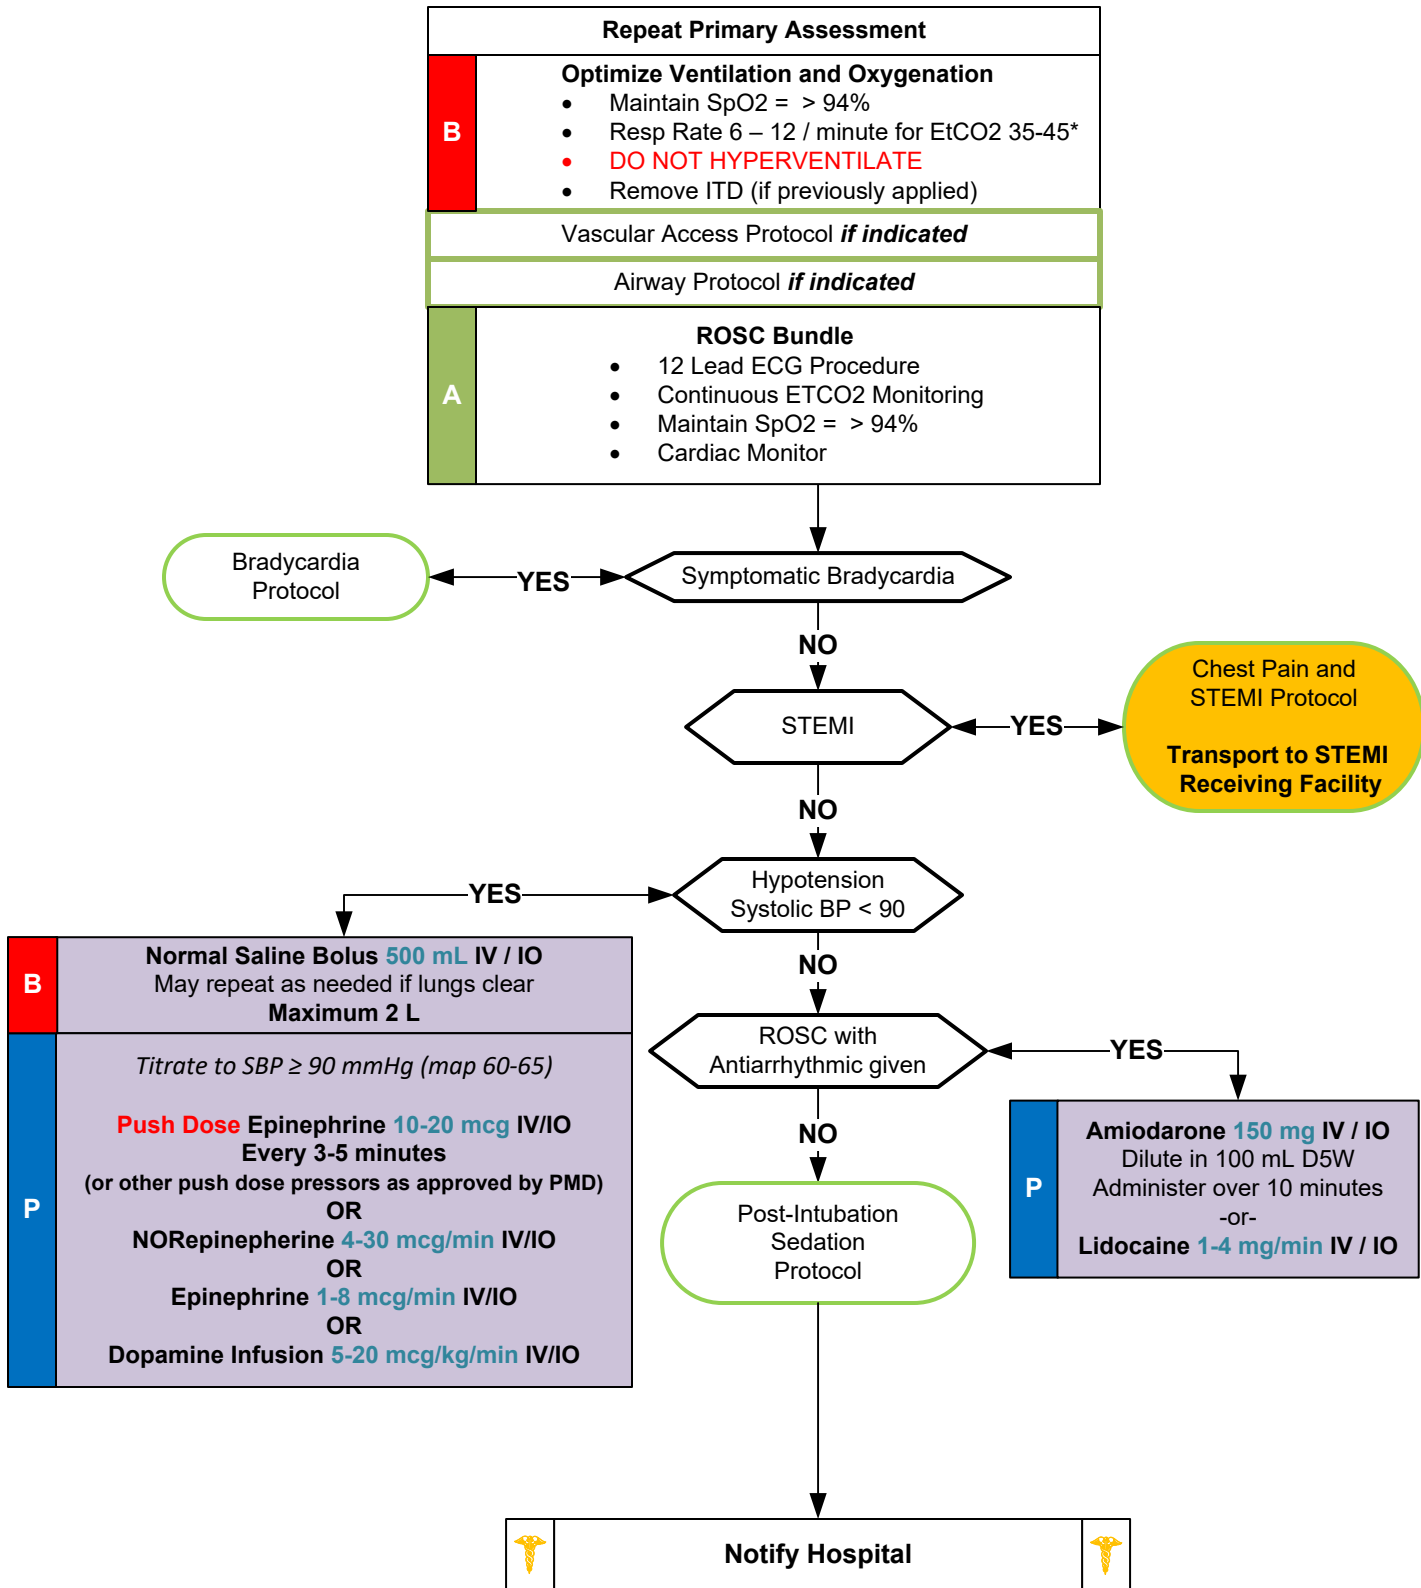 Repeat Primary Assessment
B
Optimize Ventilation and Oxygenation
• Maintain SpO2 = > 94%
• Resp Rate 6 – 12 / minute for EtCO2 35-45*
• DO NOT HYPERVENTILATE
• Remove ITD (if previously applied)
Vascular Access Protocol if indicated
Airway Protocol if indicated
A
ROSC Bundle
• 12 Lead ECG Procedure
• Continuous ETCO2 Monitoring
• Maintain SpO2 = > 94%
• Cardiac Monitor
Bradycardia
Protocol
YES
Symptomatic Bradycardia
NO
STEMI
YES
Chest Pain and
STEMI Protocol
Transport to STEMI
Receiving Facility
NO
Hypotension
Systolic BP < 90
YES
B
Normal Saline Bolus 500 mL IV / IO
May repeat as needed if lungs clear
Maximum 2 L
P
Titrate to SBP ≥ 90 mmHg (map 60-65)
Push Dose Epinephrine 10-20 mcg IV/IO
Every 3-5 minutes
(or other push dose pressors as approved by PMD)
OR
NORepinepherine 4-30 mcg/min IV/IO
OR
Epinephrine 1-8 mcg/min IV/IO
OR
Dopamine Infusion 5-20 mcg/kg/min IV/IO
NO
ROSC with
Antiarrhythmic given
YES
P
Amiodarone 150 mg IV / IO
Dilute in 100 mL D5W
Administer over 10 minutes
-or-
Lidocaine 1-4 mg/min IV / IO
NO
Post-Intubation
Sedation
Protocol
Notify Hospital